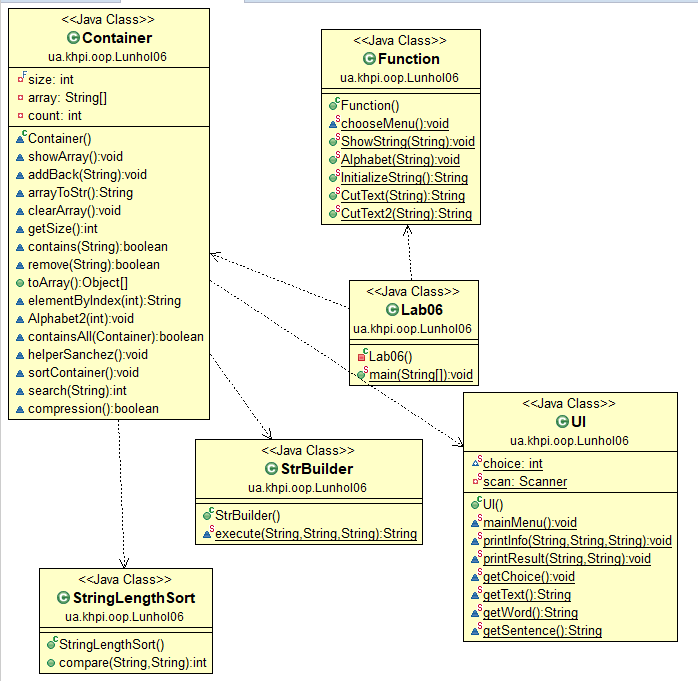 <<Java Class>>
Container
ua.khpi.oop.Lunhol06
size: int
array: String[]
count: int
Container()
showArray():void
addBack(String):void
arrayToStr():String
clearArray():void
getSize():int
contains(String):boolean
remove(String):boolean
toArray():Object[]
elementByIndex(int):String
Alphabet2(int):void
containsAll(Container):boolean
helperSanchez():void
sortContainer():void
search(String):int
compression():boolean
<<Java Class>>
Function
ua.khpi.oop.Lunhol06
Function()
chooseMenu():void
ShowString(String):void
Alphabet(String):void
InitializeString():String
CutText(String):String
CutText2(String):String
<<Java Class>>
Lab06
ua.khpi.oop.Lunhol06
Lab06()
main(String[]):void
<<Java Class>>
UI
ua.khpi.oop.Lunhol06
choice: int
scan: Scanner
UI()
mainMenu():void
printInfo(String,String,String):void
printResult(String,String):void
getChoice():void
getText():String
getWord():String
getSentence():String
<<Java Class>>
StrBuilder
ua.khpi.oop.Lunhol06
StrBuilder()
execute(String,String,String):String
<<Java Class>>
StringLengthSort
ua.khpi.oop.Lunhol06
StringLengthSort()
compare(String,String):int